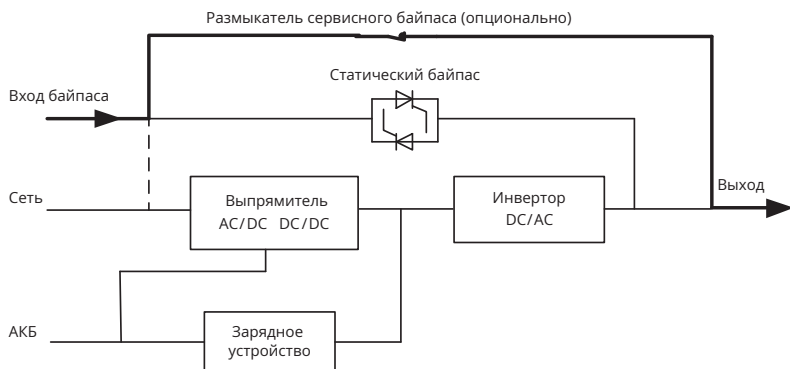 Размыкатель сервисного байпаса (опционально)
Статический байпас
Вход байпаса
Сеть
Выпрямитель
AC/DC DC/DC
Инвертор
DC/AC
Выход
АКБ
Зарядное
устройство